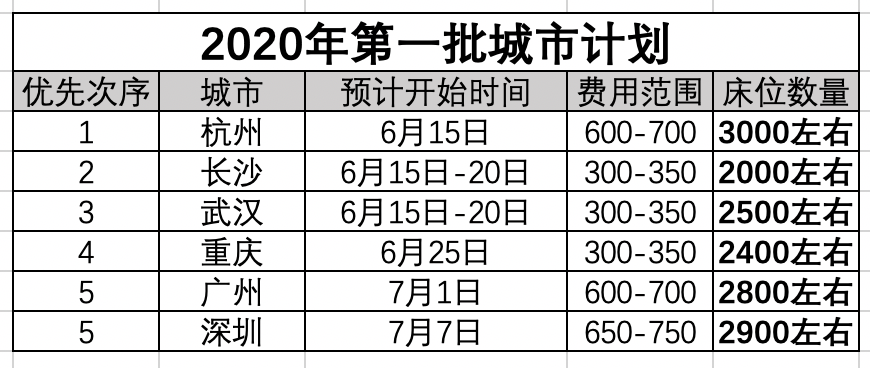 2020年第一批城市计划
优先次序 城市 预计开始时间 费用范围 床位数量
1 杭州 6月15日 600-700 3000左右
2 长沙 6月15日-20日 300-350 2000左右
3 武汉 6月15日-20日 300-350 2500左右
4 重庆 6月25日 300-350 2400左右
5 广州 7月1日 600-700 2800左右
5 深圳 7月7日 650-750 2900左右